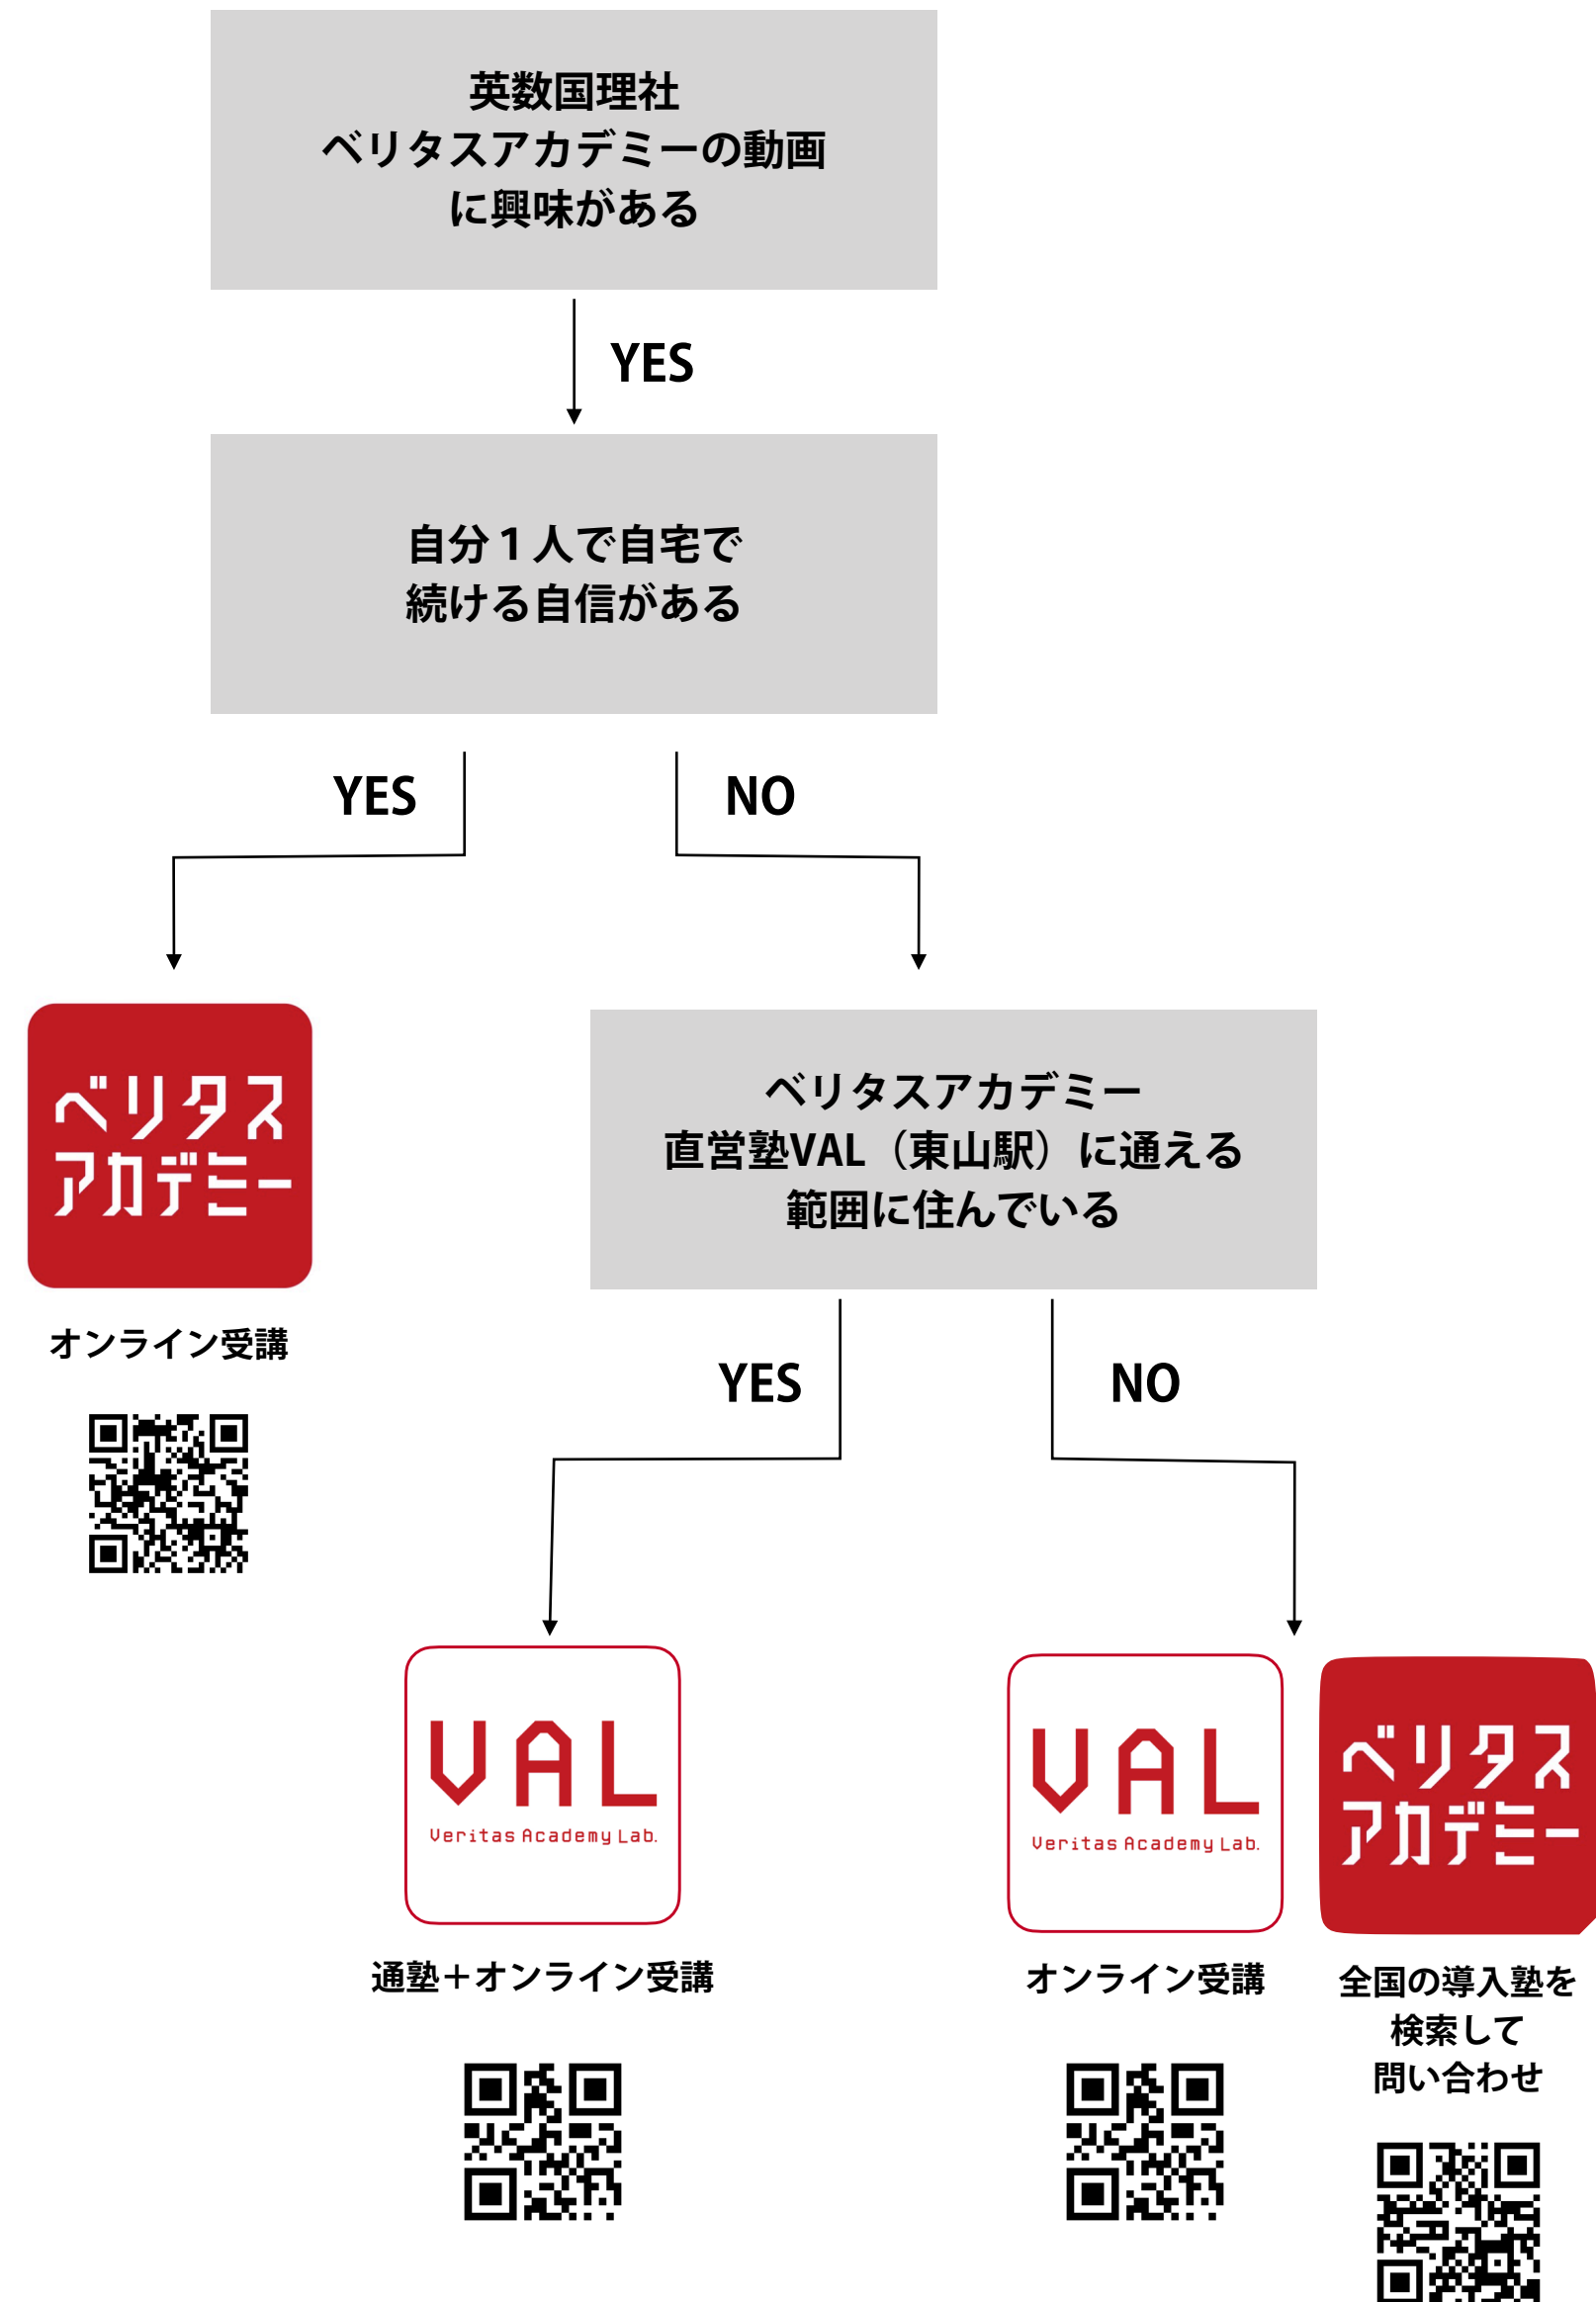 英数国理社
ベリタスアカデミーの動画
に興味がある
YES
自分１人で自宅で
続ける自信がある
YES
NO
ベリタス
アカデミー
オンライン受講
ベリタスアカデミー
直営塾VAL（東山駅）に通える
範囲に住んでいる
YES
NO
VAL
Veritas Academy Lab.
通塾＋オンライン受講
VAL
Veritas Academy Lab.
オンライン受講
ベリタス
アカデミー
全国の導入塾を
検索して
問い合わせ